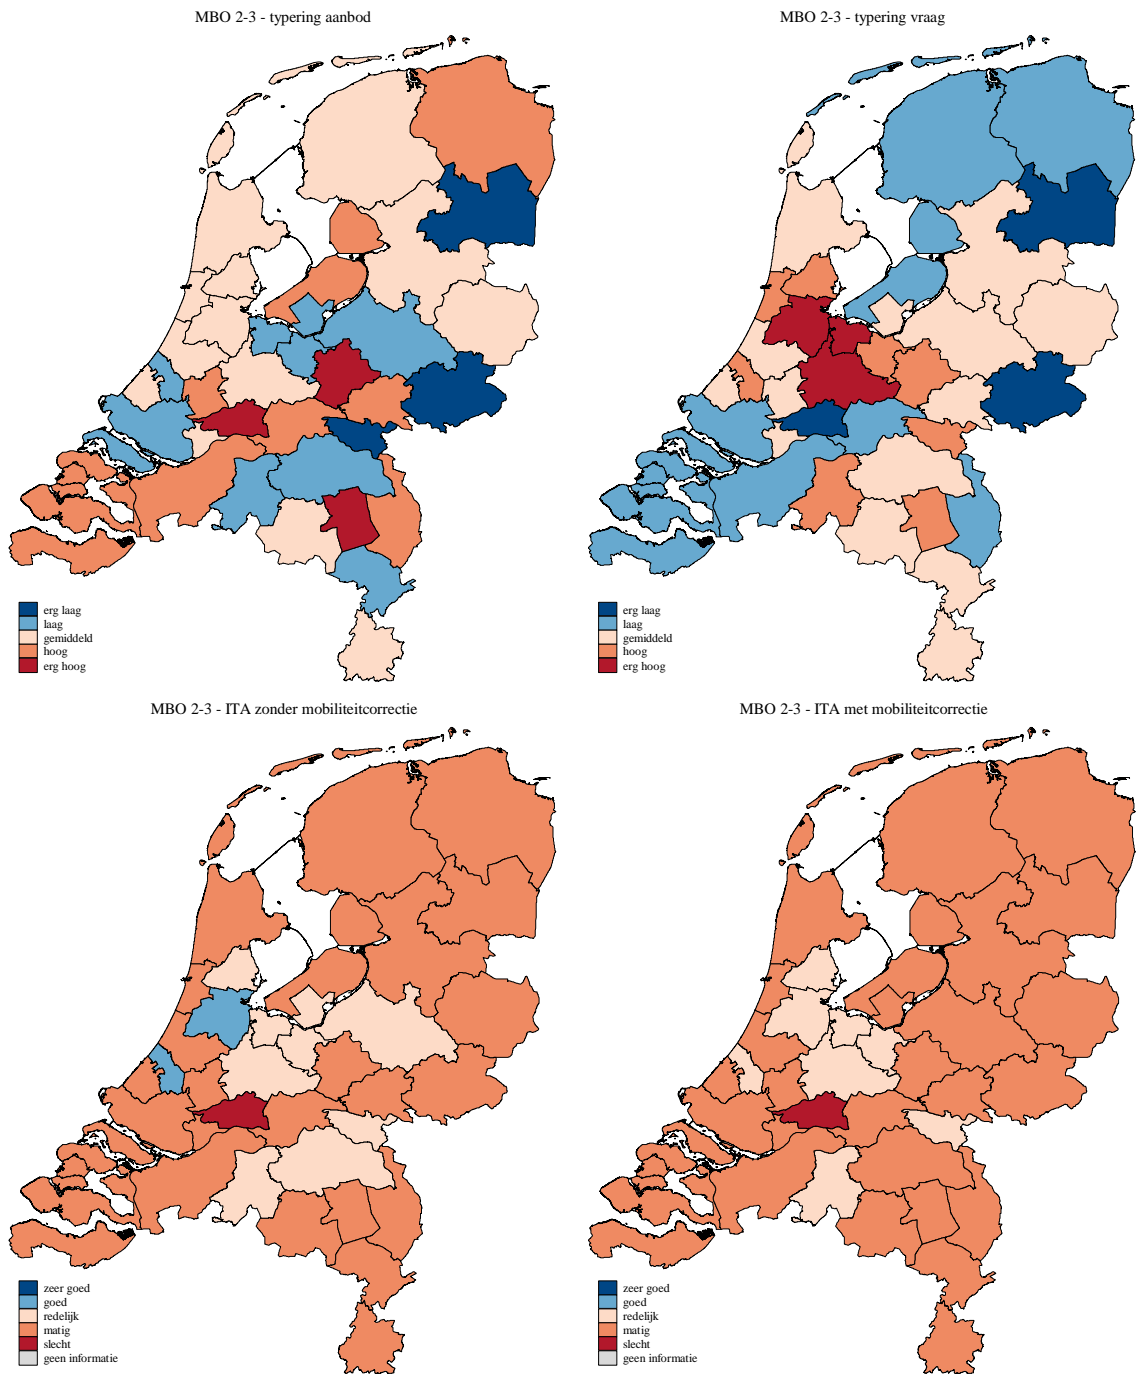 MBO 2-3 - typering aanbod
MBO 2-3 - typering vraag
erg laag
laag
gemiddeld
hoog
erg hoog
erg laag
laag
gemiddeld
hoog
erg hoog
MBO 2-3 - ITA zonder mobiliteitcorrectie
MBO 2-3 - ITA met mobiliteitcorrectie
zeer goed
goed
redelijk
matig
slecht
geen informatie
zeer goed
goed
redelijk
matig
slecht
geen informatie